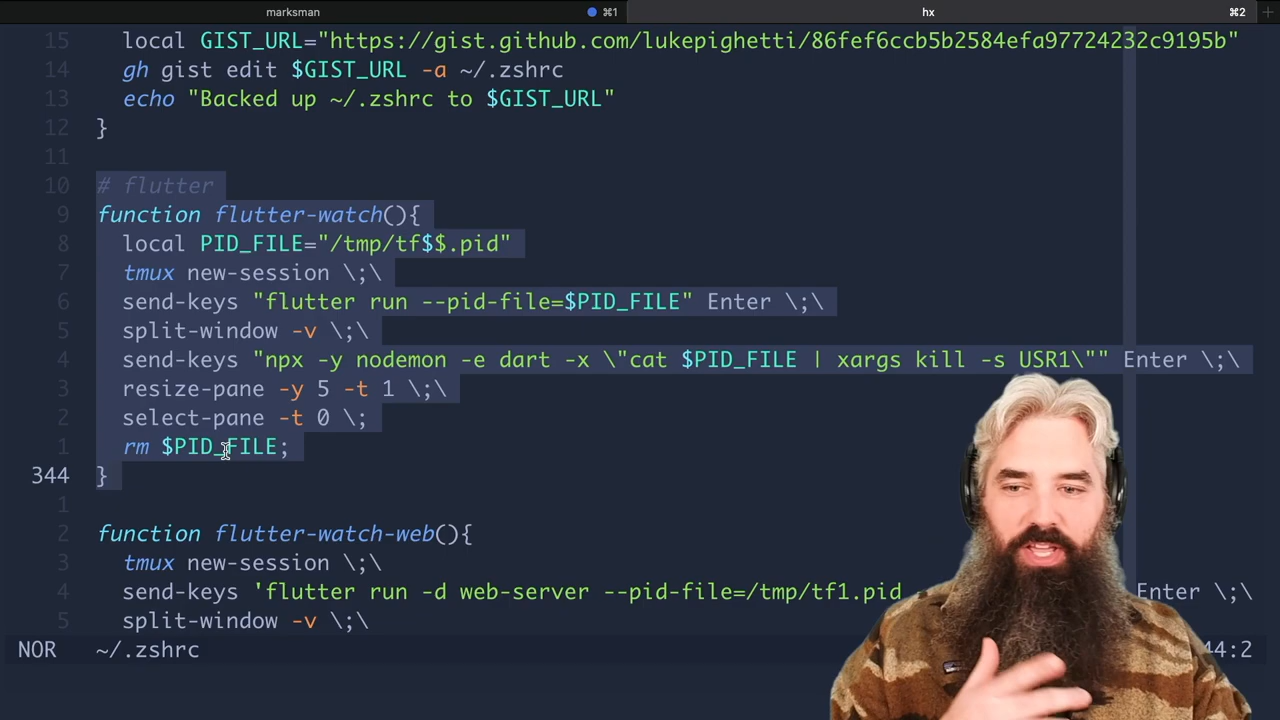 marksman
⌘1
hx
⌘2
15 local GIST_URL="https://gist.github.com/lukepighetti/86fef6ccb5b2584efa97724232c9195b"
14 gh gist edit $GIST_URL -a ~/.zshrc
13 echo "Backed up ~/.zshrc to $GIST_URL"
12 }
11
10 # flutter
9 function flutter-watch(){
8 local PID_FILE="/tmp/tf$$.pid"
7 tmux new-session \;\
6 send-keys "flutter run --pid-file=$PID_FILE" Enter \;\
5 split-window -v \;\
4 send-keys "npx -y nodemon -e dart -x \"cat $PID_FILE | xargs kill -s USR1\"" Enter \;\
3 resize-pane -y 5 -t 1 \;\
2 select-pane -t 0 \;
1 rm $PID_FILE;
344 }
1
2 function flutter-watch-web(){
3 tmux new-session \;\
4 send-keys 'flutter run -d web-server --pid-file=/tmp/tf1.pid Enter \;\
5 split-window -v \;\
NOR ~/.zshrc 44:2